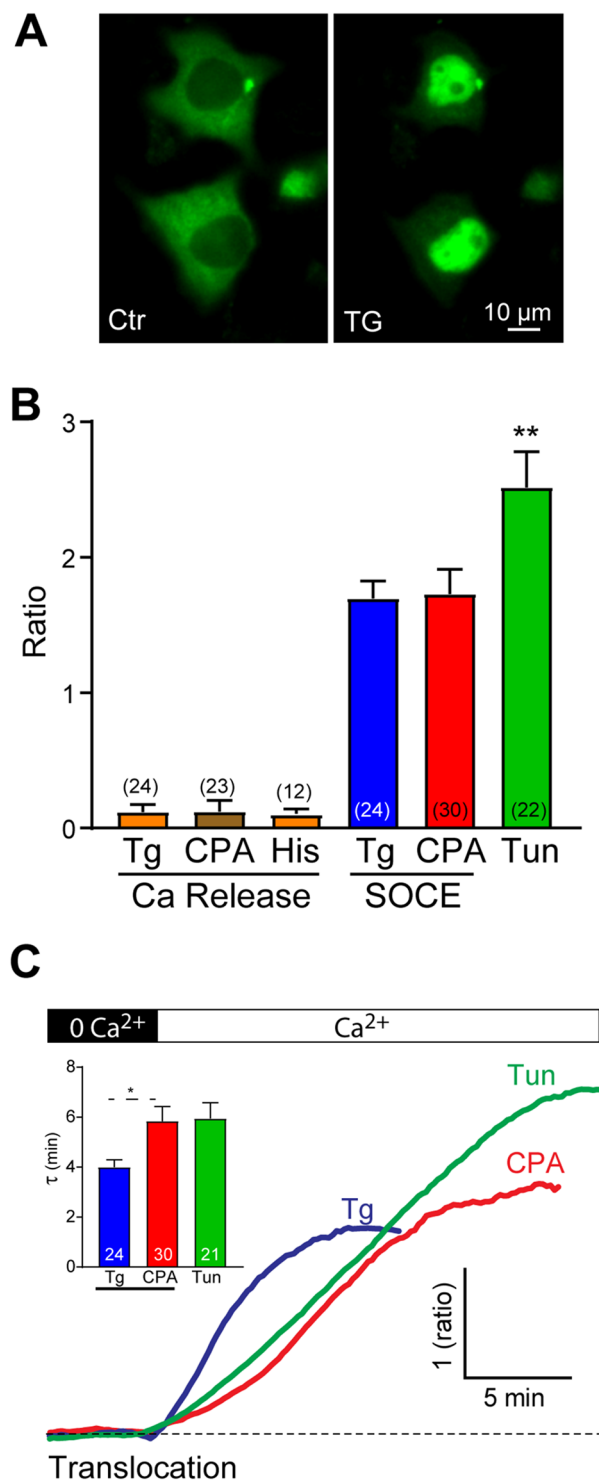 A
Ctr
TG
10 µm
B
3
**
2
Ratio
1
(24)
(23)
(12)
(24)
(30)
(22)
0
Tg
CPA
His
Tg
CPA
Tun
Ca Release
SOCE
C
0 Ca2+
Ca2+
8
*
6
τ (min)
4
2
24
30
21
0
Tg
CPA
Tun
Tun
CPA
Tg
1 (ratio)
5 min
Translocation